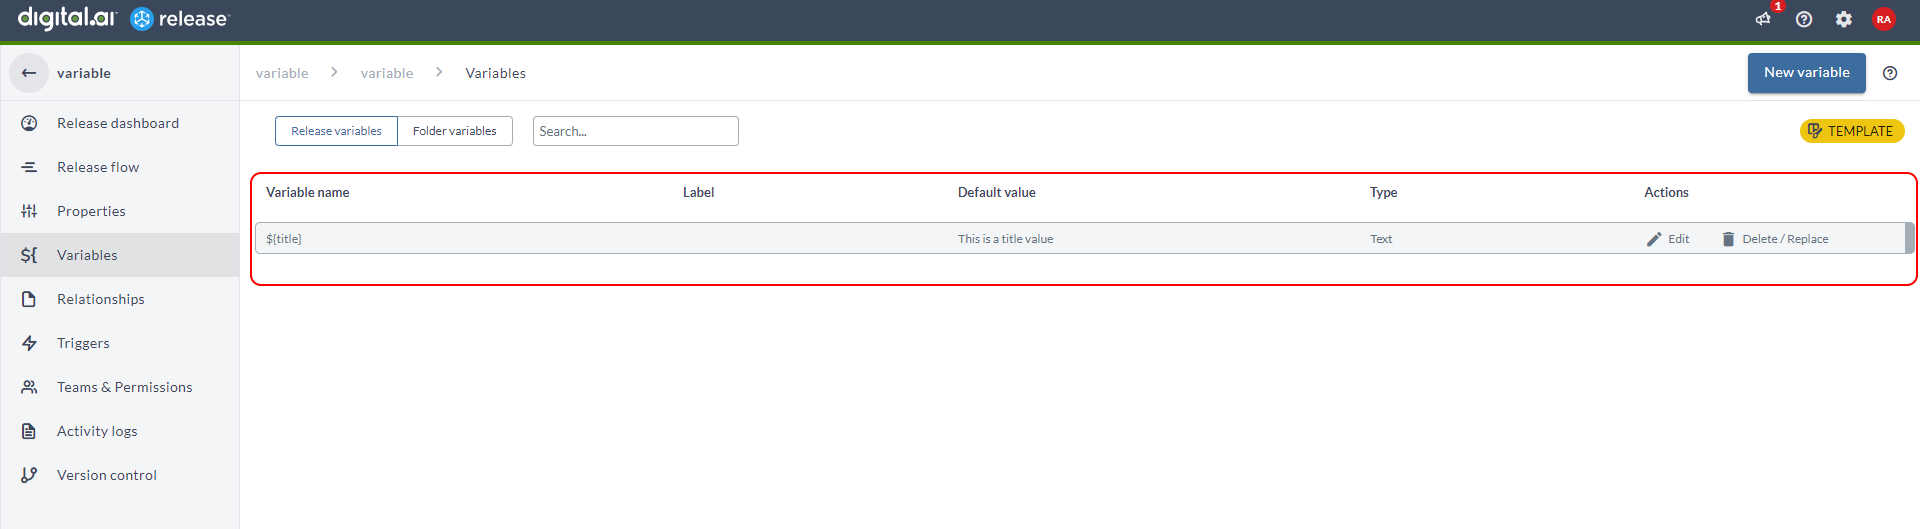 digital.ai release
1
RA
variable
variable
variable
Variables
New variable
Release dashboard
Release flow
Properties
Variables
Relationships
Triggers
Teams & Permissions
Activity logs
Version control
Release variables
Folder variables
Search...
TEMPLATE
Variable name
Label
Default value
Type
Actions
${title}
This is a title value
Text
Edit
Delete / Replace